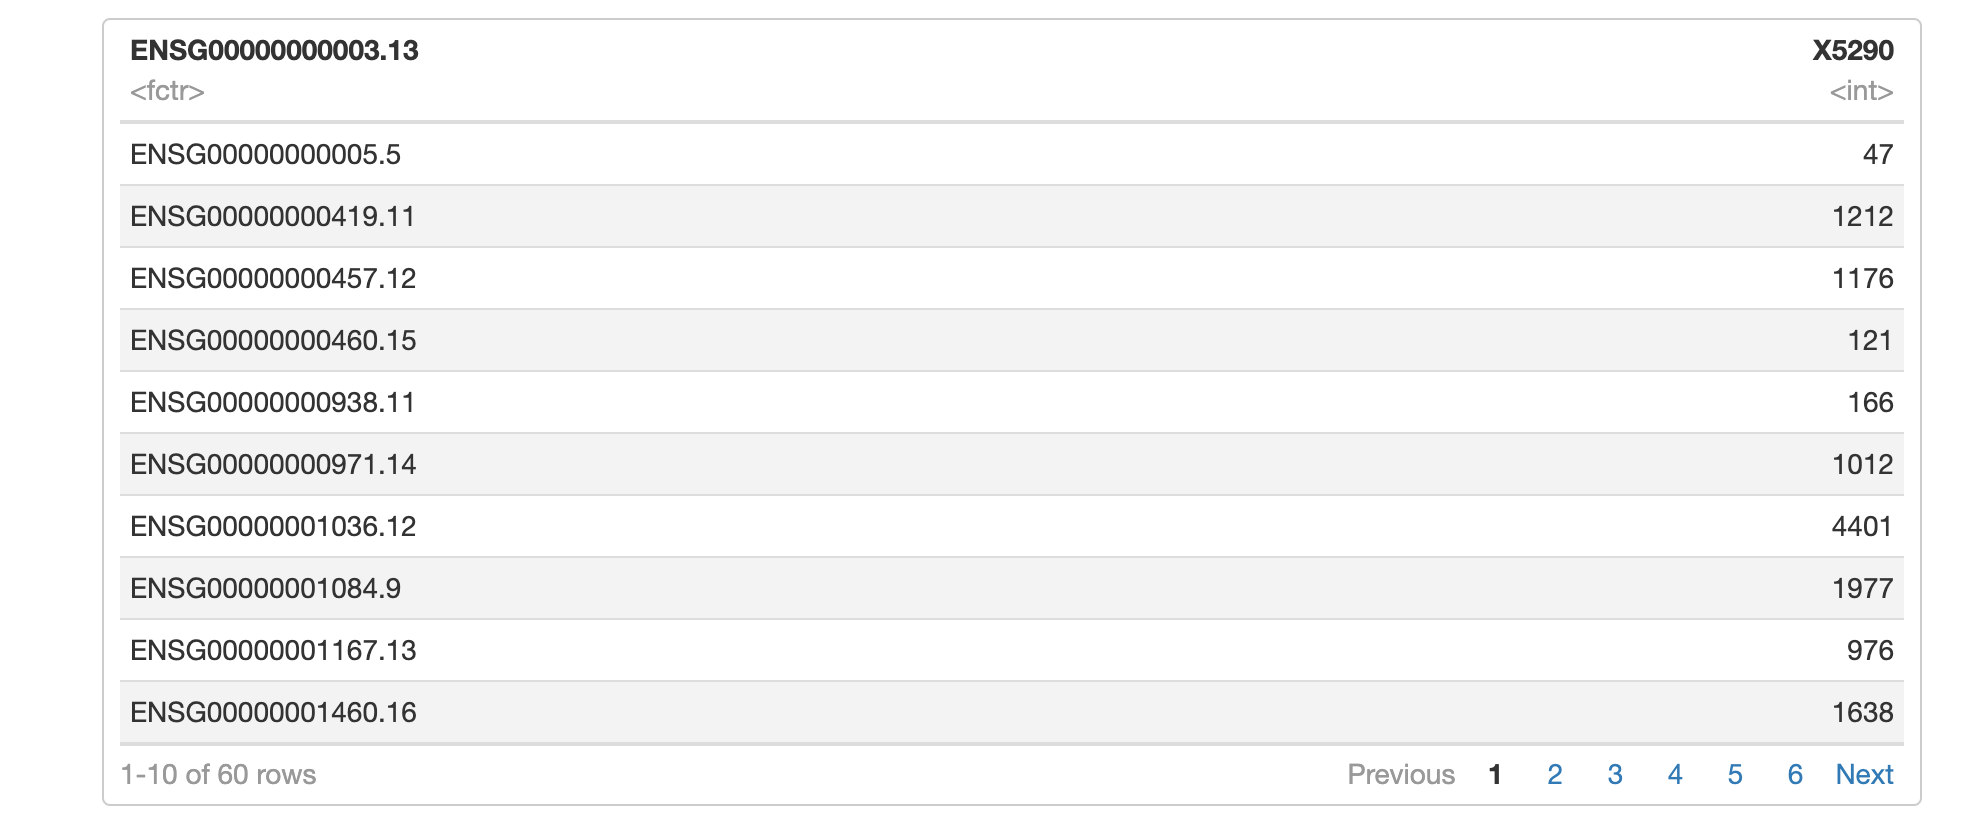 ENSG00000000003.13 X5290
<fctr> <int>
ENSG00000000005.5 47
ENSG00000000419.11 1212
ENSG00000000457.12 1176
ENSG00000000460.15 121
ENSG00000000938.11 166
ENSG00000000971.14 1012
ENSG00000001036.12 4401
ENSG00000001084.9 1977
ENSG00000001167.13 976
ENSG00000001460.16 1638
1-10 of 60 rows Previous 1 2 3 4 5 6 Next